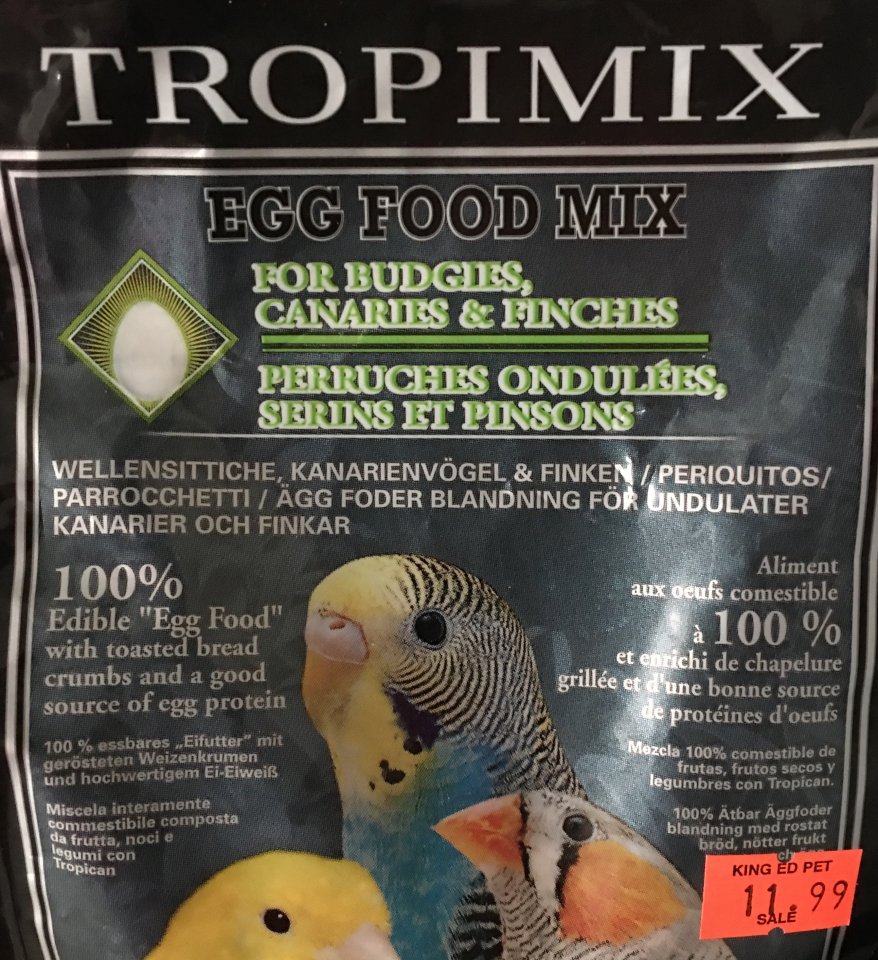 TROPIMIX
EGG FOOD MIX
FOR BUDGIES,
CANARIES & FINCHES
PERRUCHES ONDULÉES,
SERINS ET PINSONS
WELLENSITTICHE, KANARIENVÖGEL & FINKEN / PERIQUITOS/
PARROCCHETTI / ÄGG FODER BLANDNING FÖR UNDULATER
KANARIER OCH FINKAR
100%
Edible "Egg Food"
with toasted bread
crumbs and a good
source of egg protein
100 % essbares „Eifutter" mit
gerösteten Weizenkrumen
und hochwertigem Ei-Eiweiß
Miscela interamente
commestibile composta
da frutta, noci e
legumi con
Tropican
Aliment
aux oeufs comestible
à 100 %
et enrichi de chapelure
grillée et d'une bonne source
de protéines d'oeufs
Mezcla 100% comestible de
frutas, frutos secos y
legumbres con Tropican.
100% Ätbar Äggfoder
blandning med rostat
bröd, nötter frukt
KING ED PET
11.99
SALE